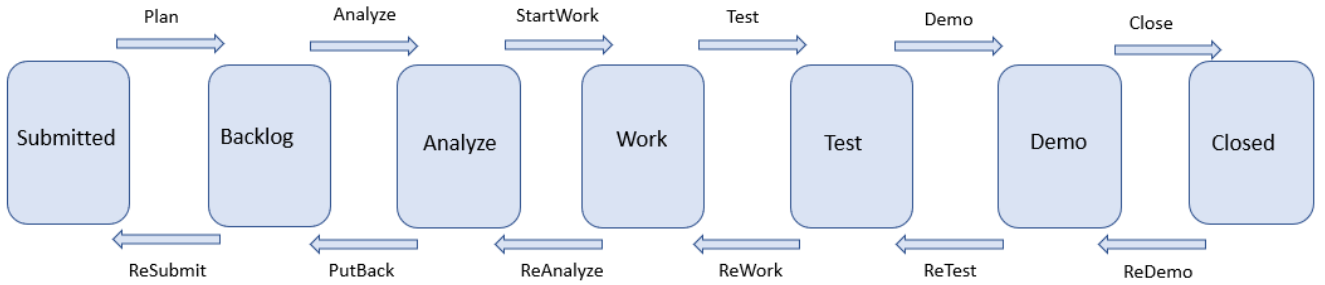 Plan
Analyze
StartWork
Test
Demo
Close
Submitted
Backlog
Analyze
Work
Test
Demo
Closed
ReSubmit
PutBack
ReAnalyze
ReWork
ReTest
ReDemo